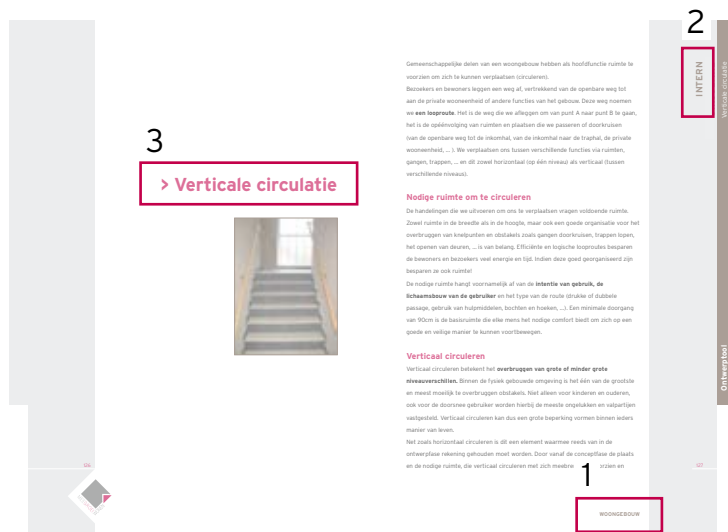 3
> Verticale circulatie
06
Gemeenschappelijke delen van een woongebouw hebben als hoofdfunctie ruimte te
voorzien om zich te kunnen verplaatsen (circuleren).
Bezoekers en bewoners leggen een weg af, vertrekkend van de openbare weg tot
aan de private wooneenheid of andere functies van het gebouw. Deze weg noemen
we een looproute. Het is de weg die we afleggen om van punt A naar punt B te gaan,
het is de opéénvolging van ruimten en plaatsen die we passeren of doorkruisen
(van de openbare weg tot de inkomhal, van de inkomhal naar de traphal, de private
wooneenheid, ... ). We verplaatsen ons tussen verschillende functies via ruimten,
gangen, trappen, ... en dit zowel horizontaal (op één niveau) als verticaal (tussen
verschillende niveaus).
Nodige ruimte om te circuleren
De handelingen die we uitvoeren om ons te verplaatsen vragen voldoende ruimte.
Zowel ruimte in de breedte als in de hoogte, maar ook een goede organisatie voor het
overbruggen van knelpunten en obstakels zoals gangen doorkruisen, trappen lopen,
het openen van deuren, ... is van belang. Efficiënte en logische looproutes besparen
de bewoners en bezoekers veel energie en tijd. Indien deze goed georganiseerd zijn
besparen ze ook ruimte!
De nodige ruimte hangt voornamelijk af van de intentie van gebruik, de
lichaamsbouw van de gebruiker en het type van de route (drukke of dubbele
passage, gebruik van hulpmiddelen, bochten en hoeken, ...). Een minimale doorgang
van 90cm is de basisruimte die elke mens het nodige comfort biedt om zich op een
goede en veilige manier te kunnen voortbewegen.
Verticaal circuleren
Verticaal circuleren betekent het overbruggen van grote of minder grote
niveauverschillen. Binnen de fysiek gebouwde omgeving is het één van de grootste
en meest moeilijk te overbruggen obstakels. Niet alleen voor kinderen en ouderen,
ook voor de doorsnee gebruiker worden hierbij de meeste ongelukken en valpartijen
vastgesteld. Verticaal circuleren kan dus een grote beperking vormen binnen ieders
manier van leven.
Net zoals horizontaal circuleren is dit een element waarmee reeds van in de
ontwerpfase rekening gehouden moet worden. Door vanaf de conceptfase de plaats
en de nodige ruimte, die verticaal circuleren met zich meebre
rzien en
1
WOONGEBOUW
2
INTERN
Verticale circulatie
Ontwerptool
07